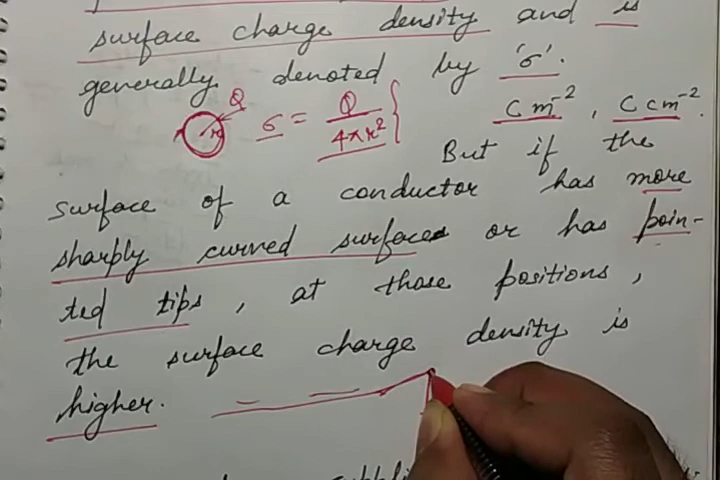 surface charge density and is
generally denoted by 'σ'.
Q
r
σ = Q / 4πr² } C m⁻², C cm⁻².
But if the
surface of a conductor has more
sharply curved surface or has poin-
ted tips, at those positions,
the surface charge density is
higher.